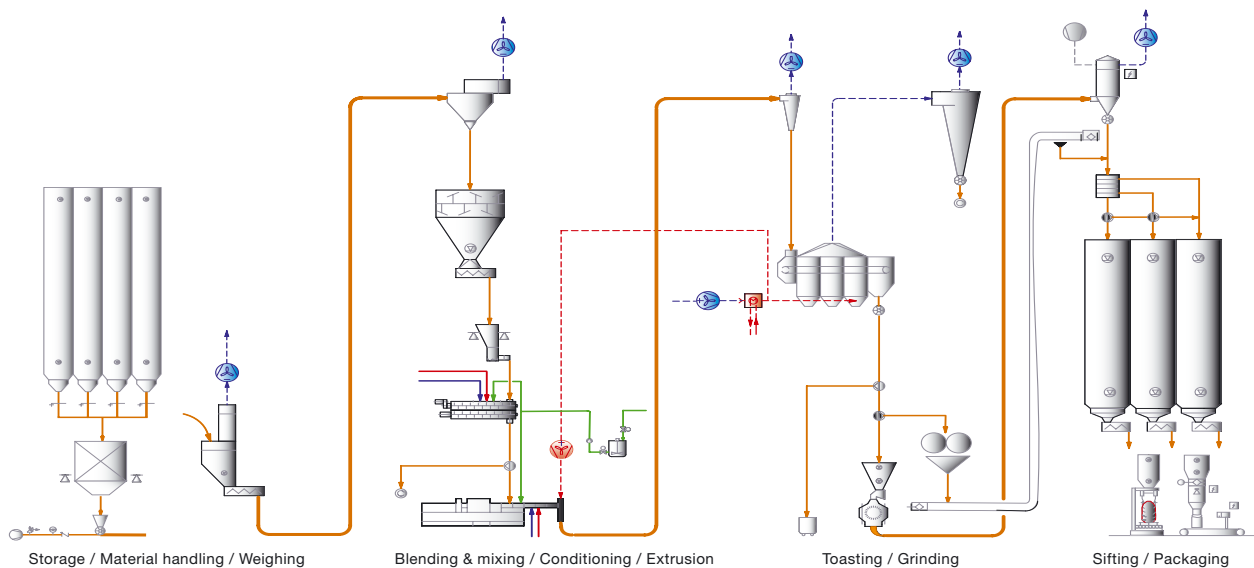 Storage / Material handling / Weighing
Blending & mixing / Conditioning / Extrusion
Toasting / Grinding
Sifting / Packaging